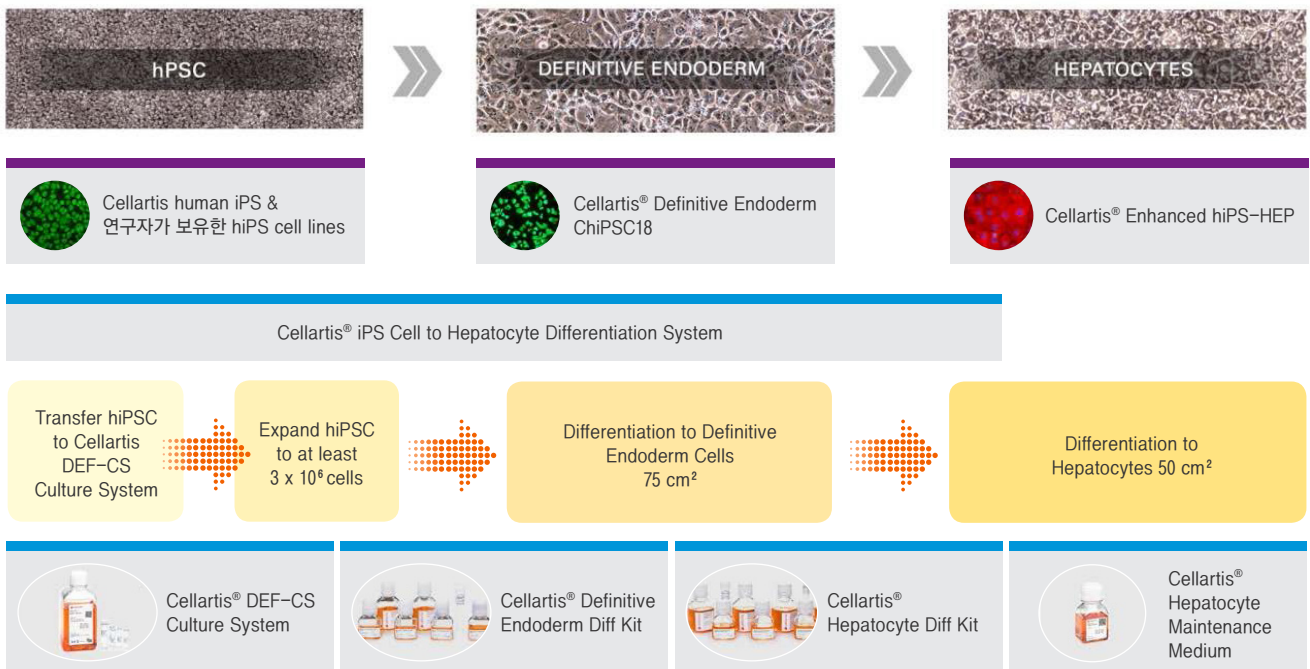 hPSC
DEFINITIVE ENDODERM
HEPATOCYTES
Cellartis human iPS &
연구자가 보유한 hiPS cell lines
Cellartis® Definitive Endoderm
ChiPSC18
Cellartis® Enhanced hiPS-HEP
Cellartis® iPS Cell to Hepatocyte Differentiation System
Transfer hiPSC
to Cellartis
DEF-CS
Culture System
Expand hiPSC
to at least
3 x 10⁶ cells
Differentiation to Definitive
Endoderm Cells
75 cm²
Differentiation to
Hepatocytes 50 cm²
Cellartis® DEF-CS
Culture System
Cellartis® Definitive
Endoderm Diff Kit
Cellartis®
Hepatocyte Diff Kit
Cellartis®
Hepatocyte
Maintenance
Medium